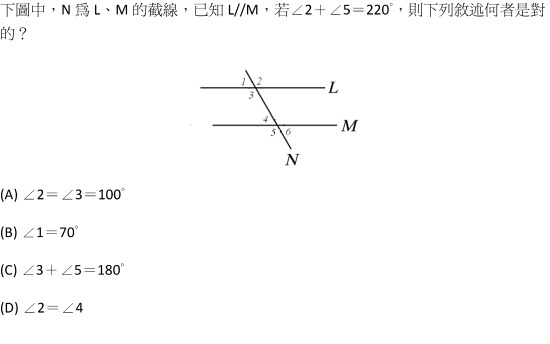 下圖中，N 為 L、M 的截線，已知 L//M，若∠2＋∠5＝220°，則下列敘述何者是對
的？
1 2
3
L
4
M
5 6
N
(A) ∠2＝∠3＝100°
(B) ∠1＝70°
(C) ∠3＋∠5＝180°
(D) ∠2＝∠4